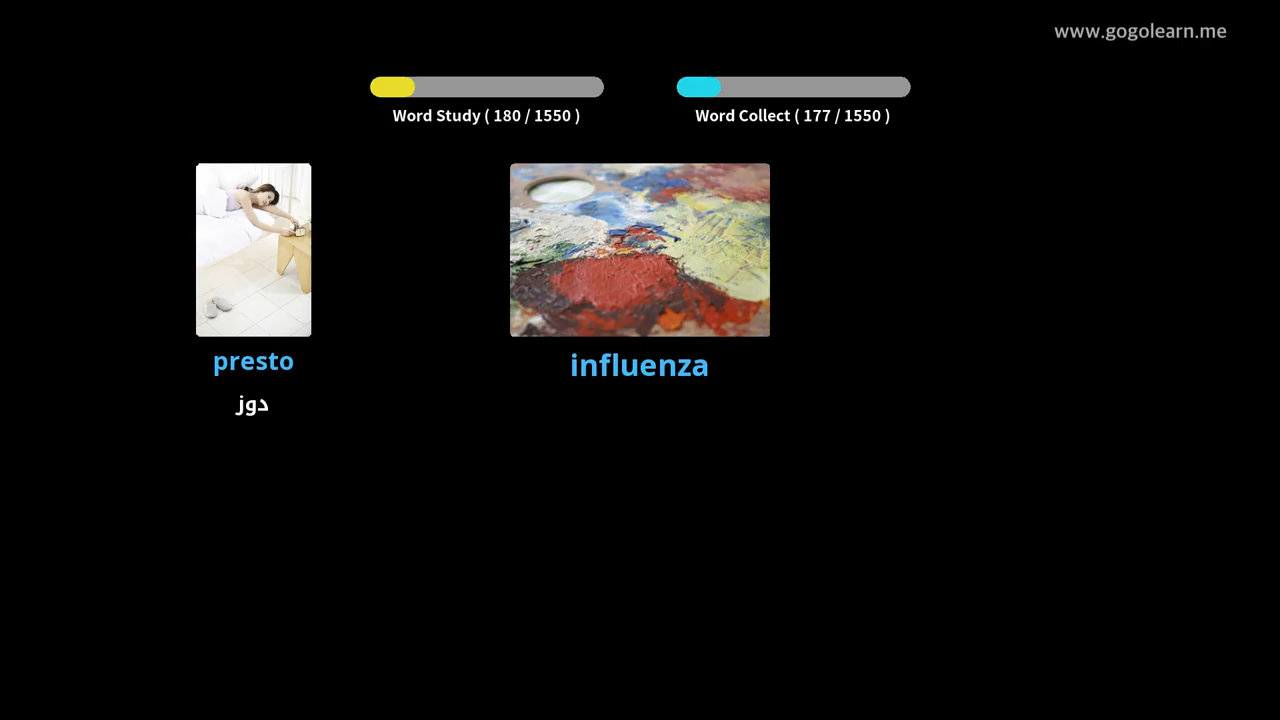 www.gogolearn.me
Word Study ( 180 / 1550 )
Word Collect ( 177 / 1550 )
presto
دوز
influenza